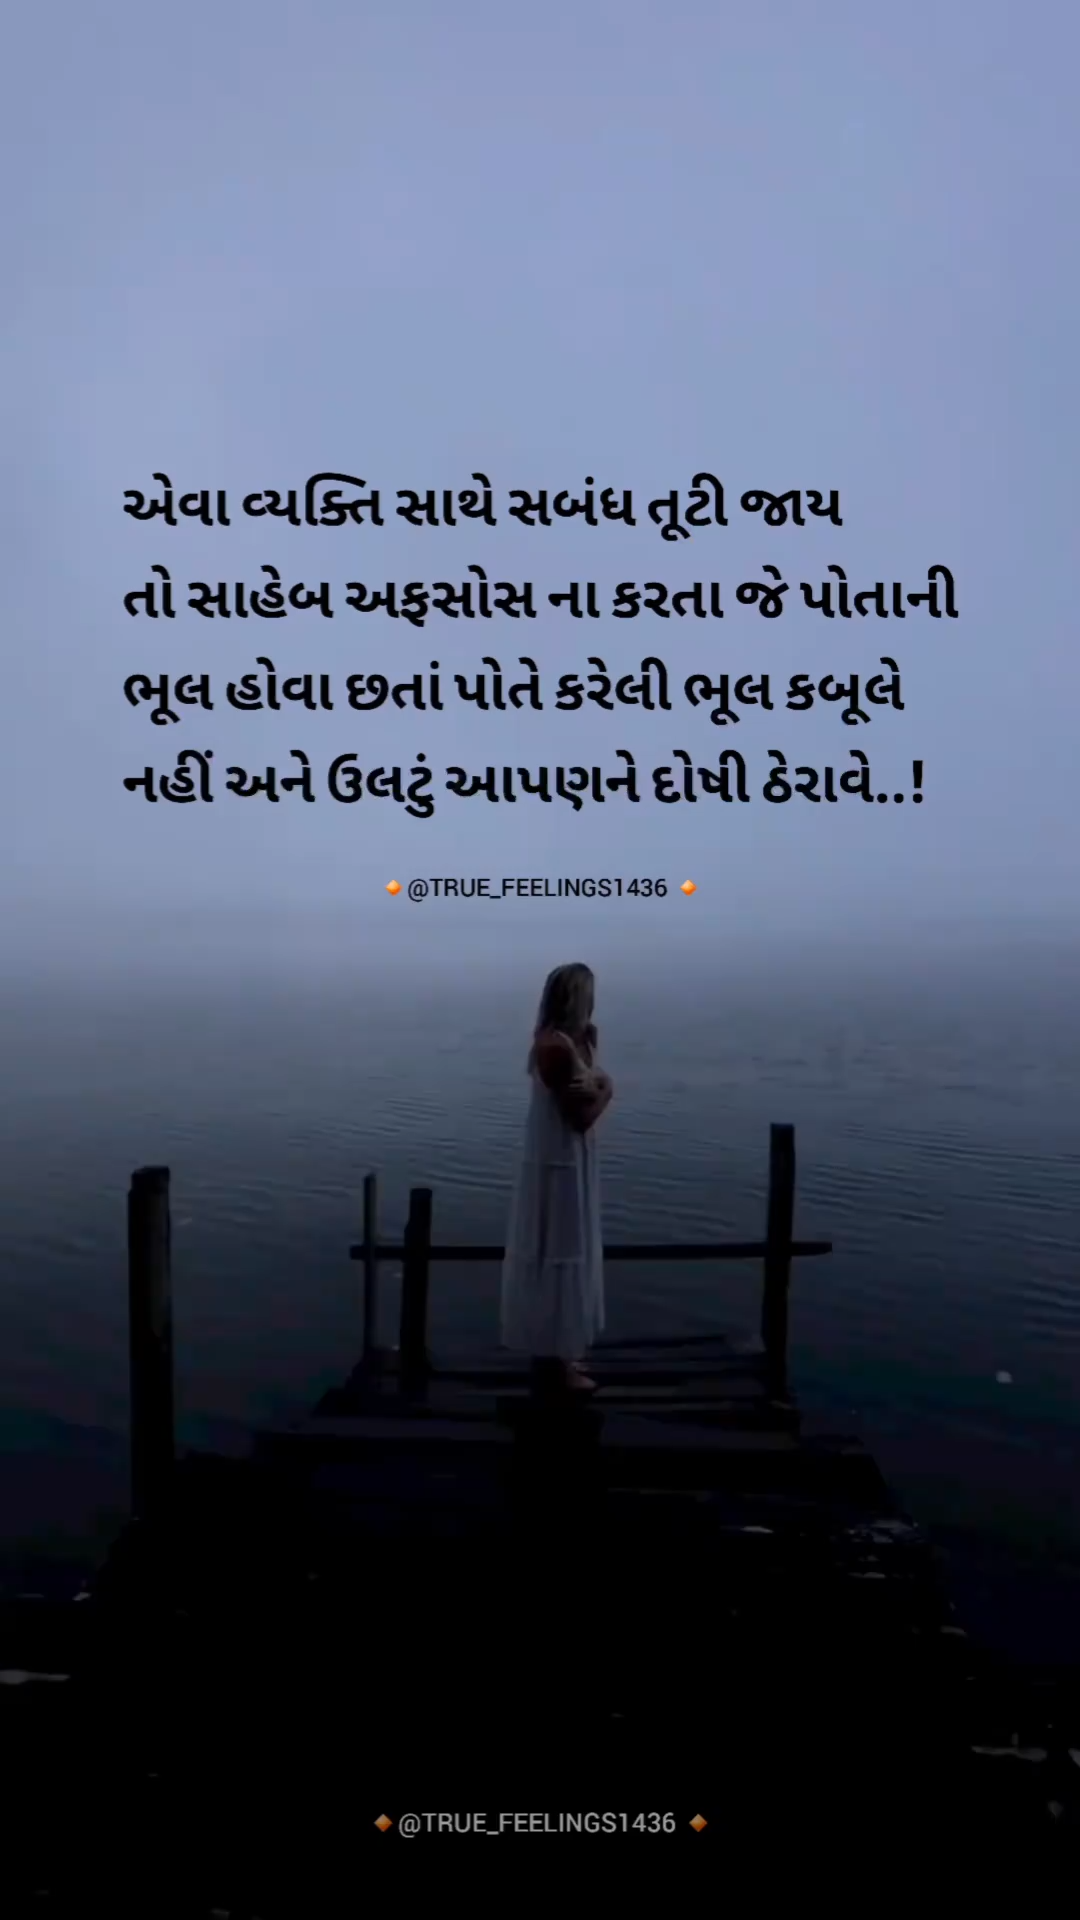 એવા વ્યક્તિ સાથે સબંધ તૂટી જાય
તો સાહેબ અફસોસ ના કરતા જે પોતાની
ભૂલ હોવા છતાં પોતે કરેલી ભૂલ કબૂલે
નહીં અને ઉલટું આપણને દોષી ઠેરાવે..!
🔸@TRUE_FEELINGS1436 🔸
🔸@TRUE_FEELINGS1436 🔸